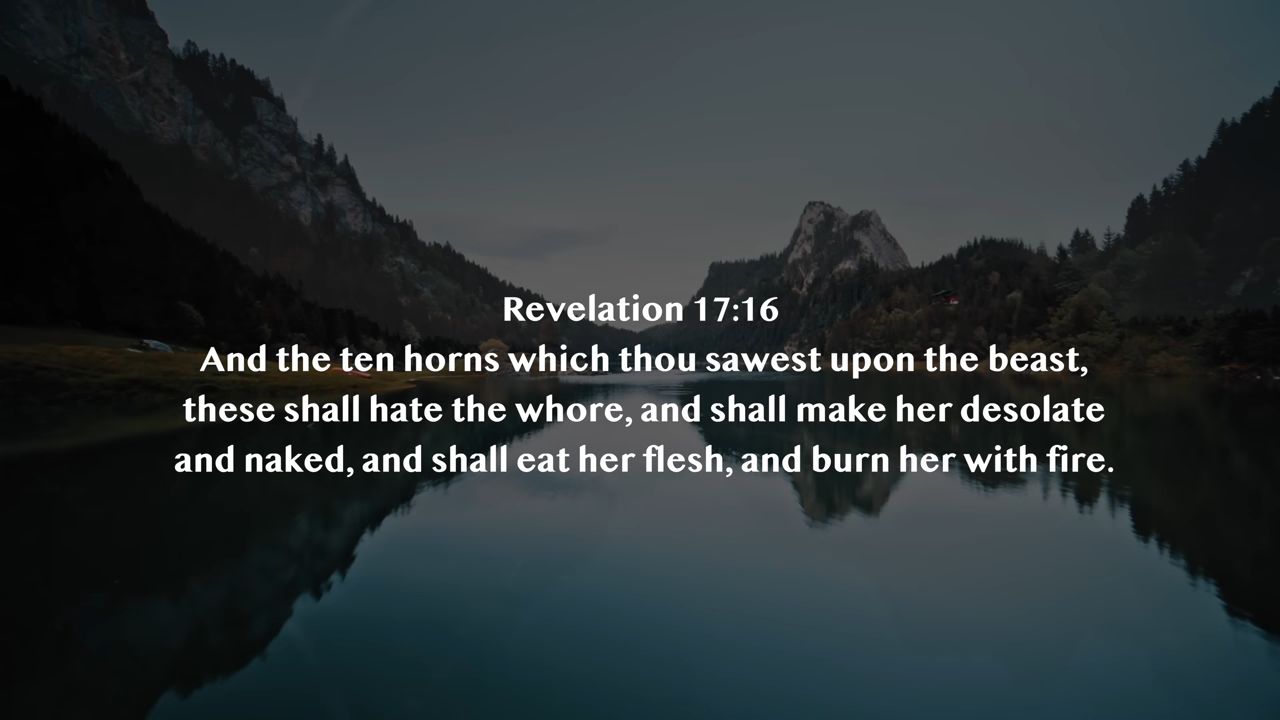 Revelation 17:16
And the ten horns which thou sawest upon the beast,
these shall hate the whore, and shall make her desolate
and naked, and shall eat her flesh, and burn her with fire.